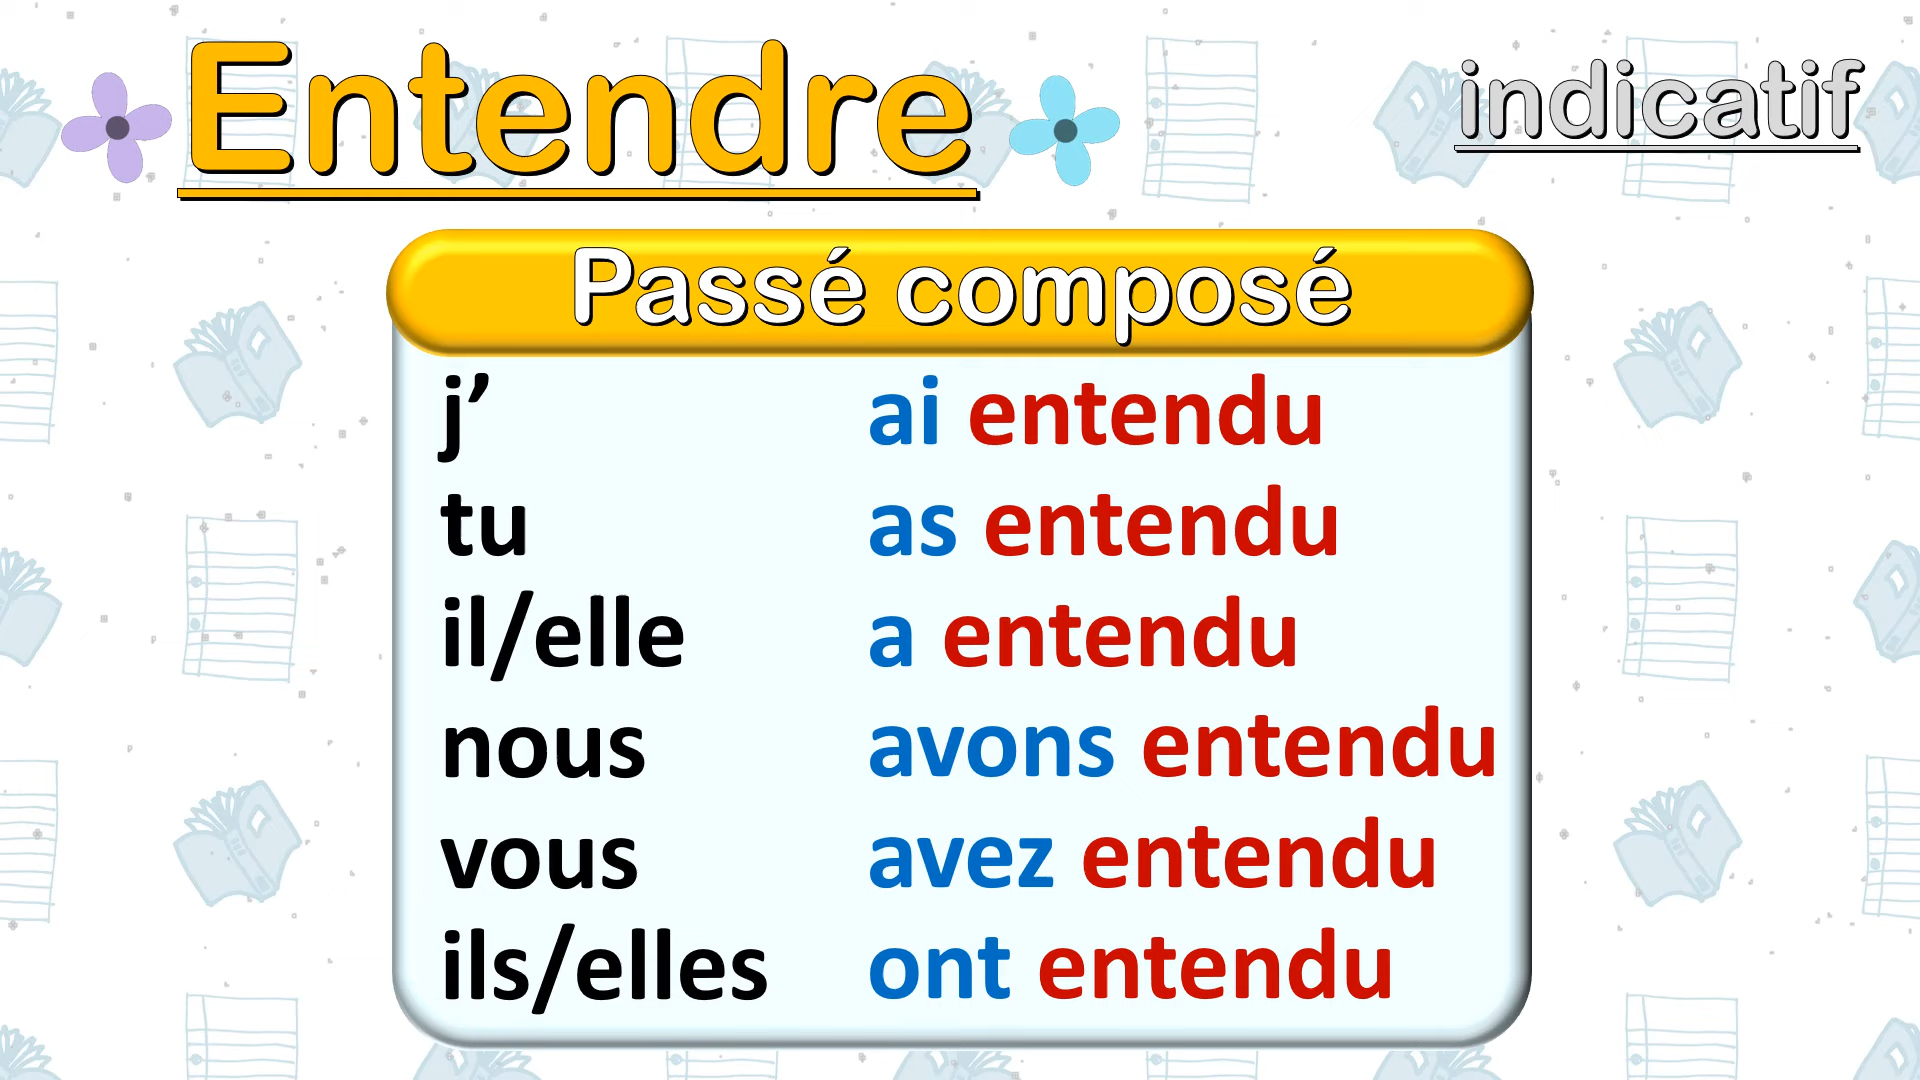 Entendre
indicatif
Passé composé
j’ ai entendu
tu as entendu
il/elle a entendu
nous avons entendu
vous avez entendu
ils/elles ont entendu